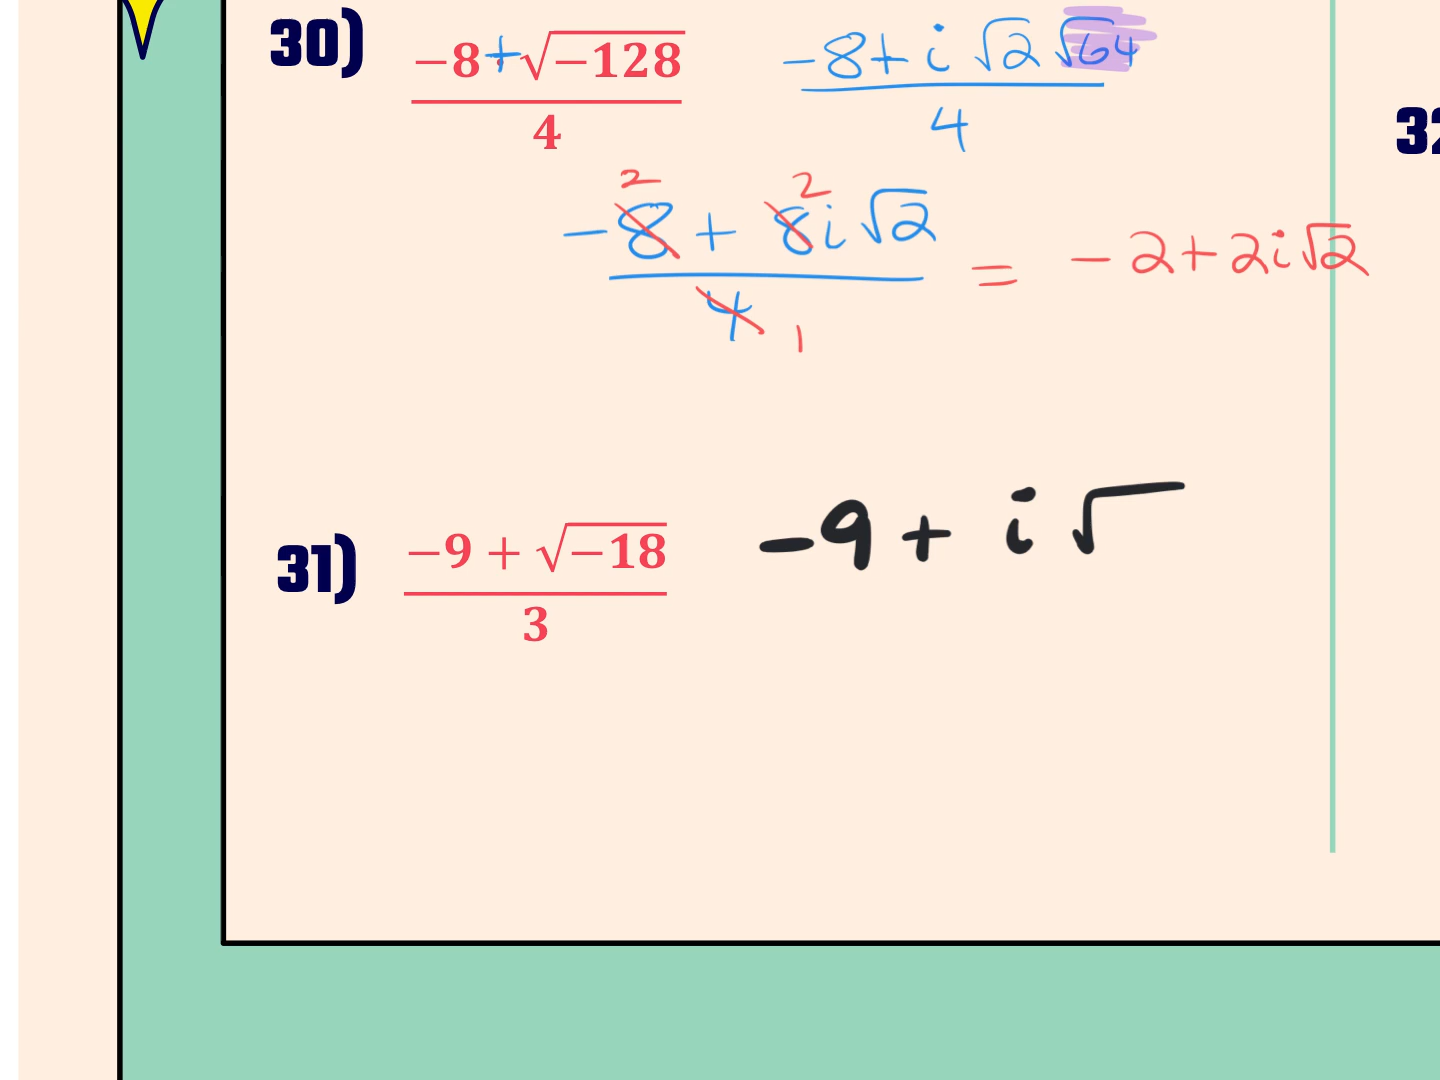 30) (−8 + √−128)/4    (−8 + i √2 √64)/4
2 2
(−8 + 8i √2)/4 1 = −2 + 2i √2
31) (−9 + √−18)/3    −9 + i √